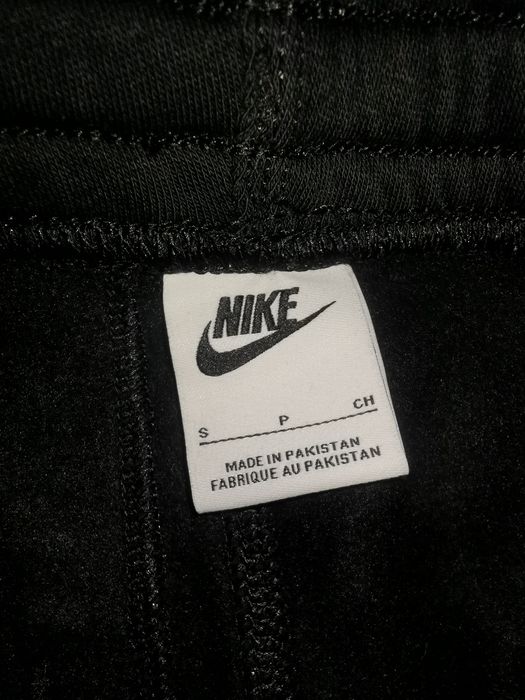 NIKE
S P CH
MADE IN PAKISTAN
FABRIQUE AU PAKISTAN